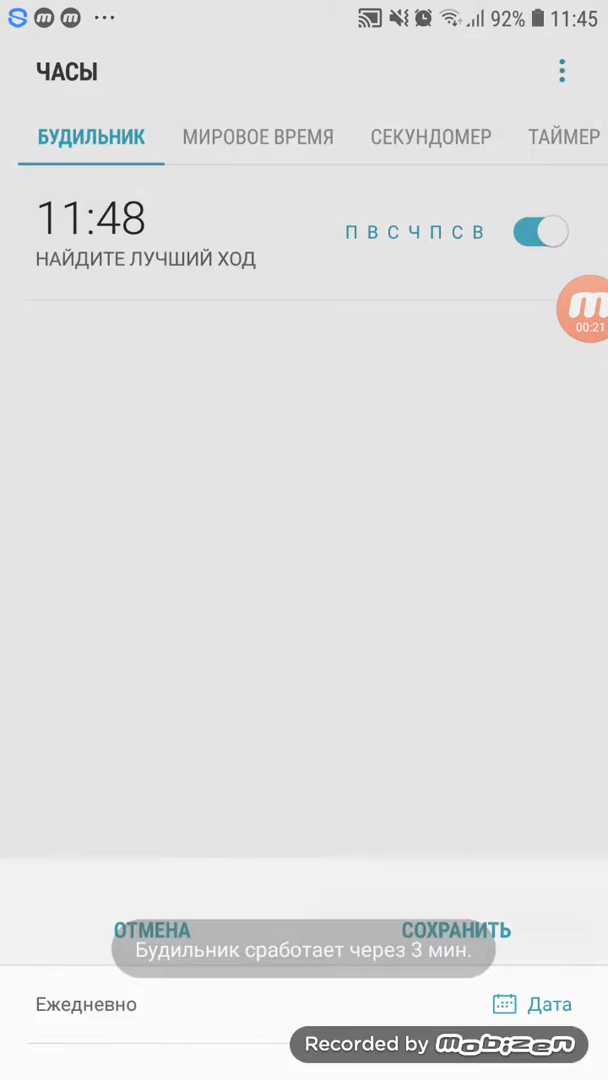 92% 11:45
ЧАСЫ
БУДИЛЬНИК МИРОВОЕ ВРЕМЯ СЕКУНДОМЕР ТАЙМЕР
11:48
П В С Ч П С В
НАЙДИТЕ ЛУЧШИЙ ХОД
00:21
ОТМЕНА СОХРАНИТЬ
Будильник сработает через 3 мин.
Ежедневно Дата
Recorded by mobizen